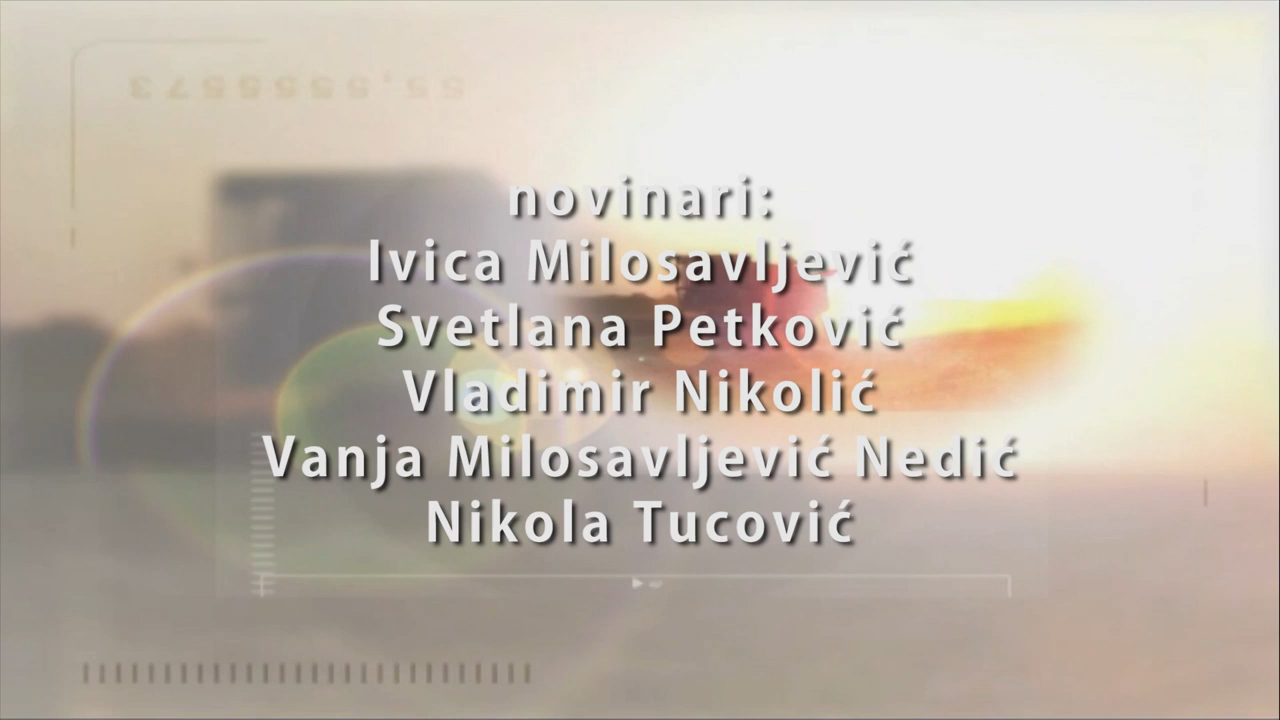 novinari:
Ivica Milosavljević
Svetlana Petković
Vladimir Nikolić
Vanja Milosavljević Nedić
Nikola Tucović